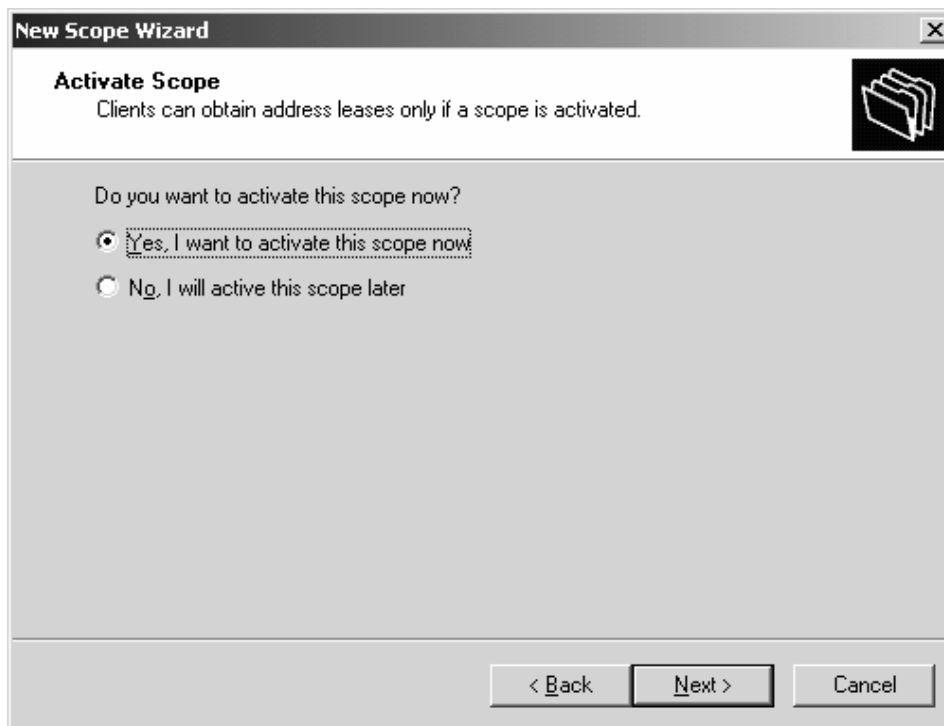 New Scope Wizard
Activate Scope
Clients can obtain address leases only if a scope is activated.
Do you want to activate this scope now?
Yes, I want to activate this scope now
No, I will active this scope later
< Back
Next >
Cancel